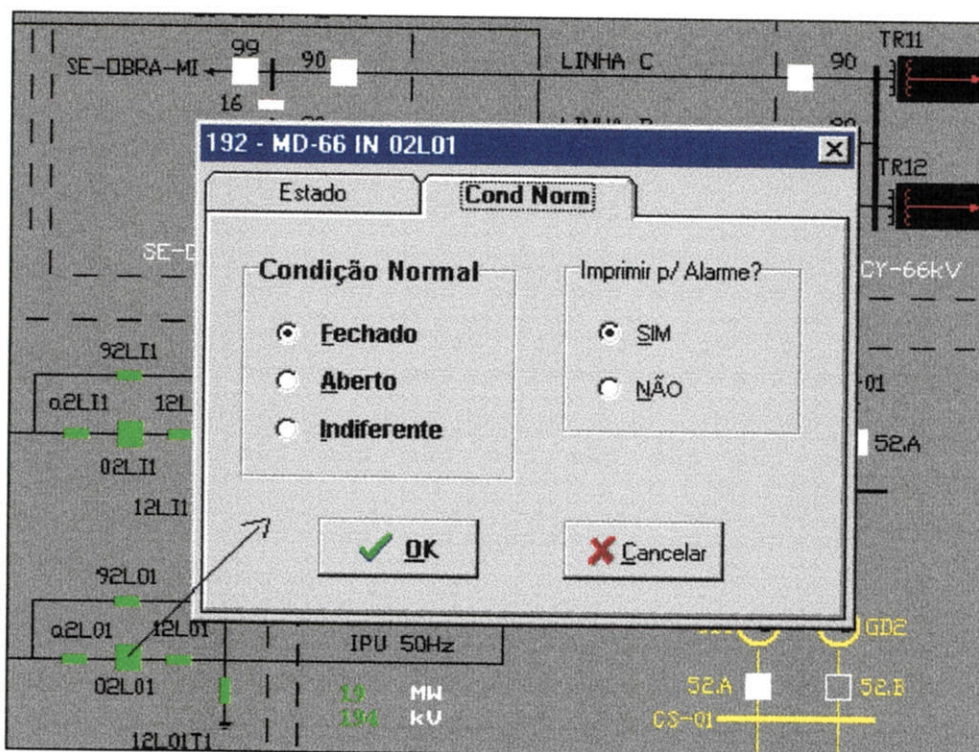 99
90
LINHA C
90
TR11
SE-OBRA-MI
16
192 - MD-66 IN 02L01
TR12
Estado
Cond Norm
SE-D
Condição Normal
Imprimir p/ Alarme?
CY-66kV
Fechado
SIM
92LI1
Aberto
NÃO
-01
a2LI1
12L
Indiferente
52.A
02LI1
12LI1
OK
Cancelar
92L01
a2L01
12L01
IPU 50Hz
GD2
02L01
MW
52.A
52.B
kV
CS-01
12L01T1